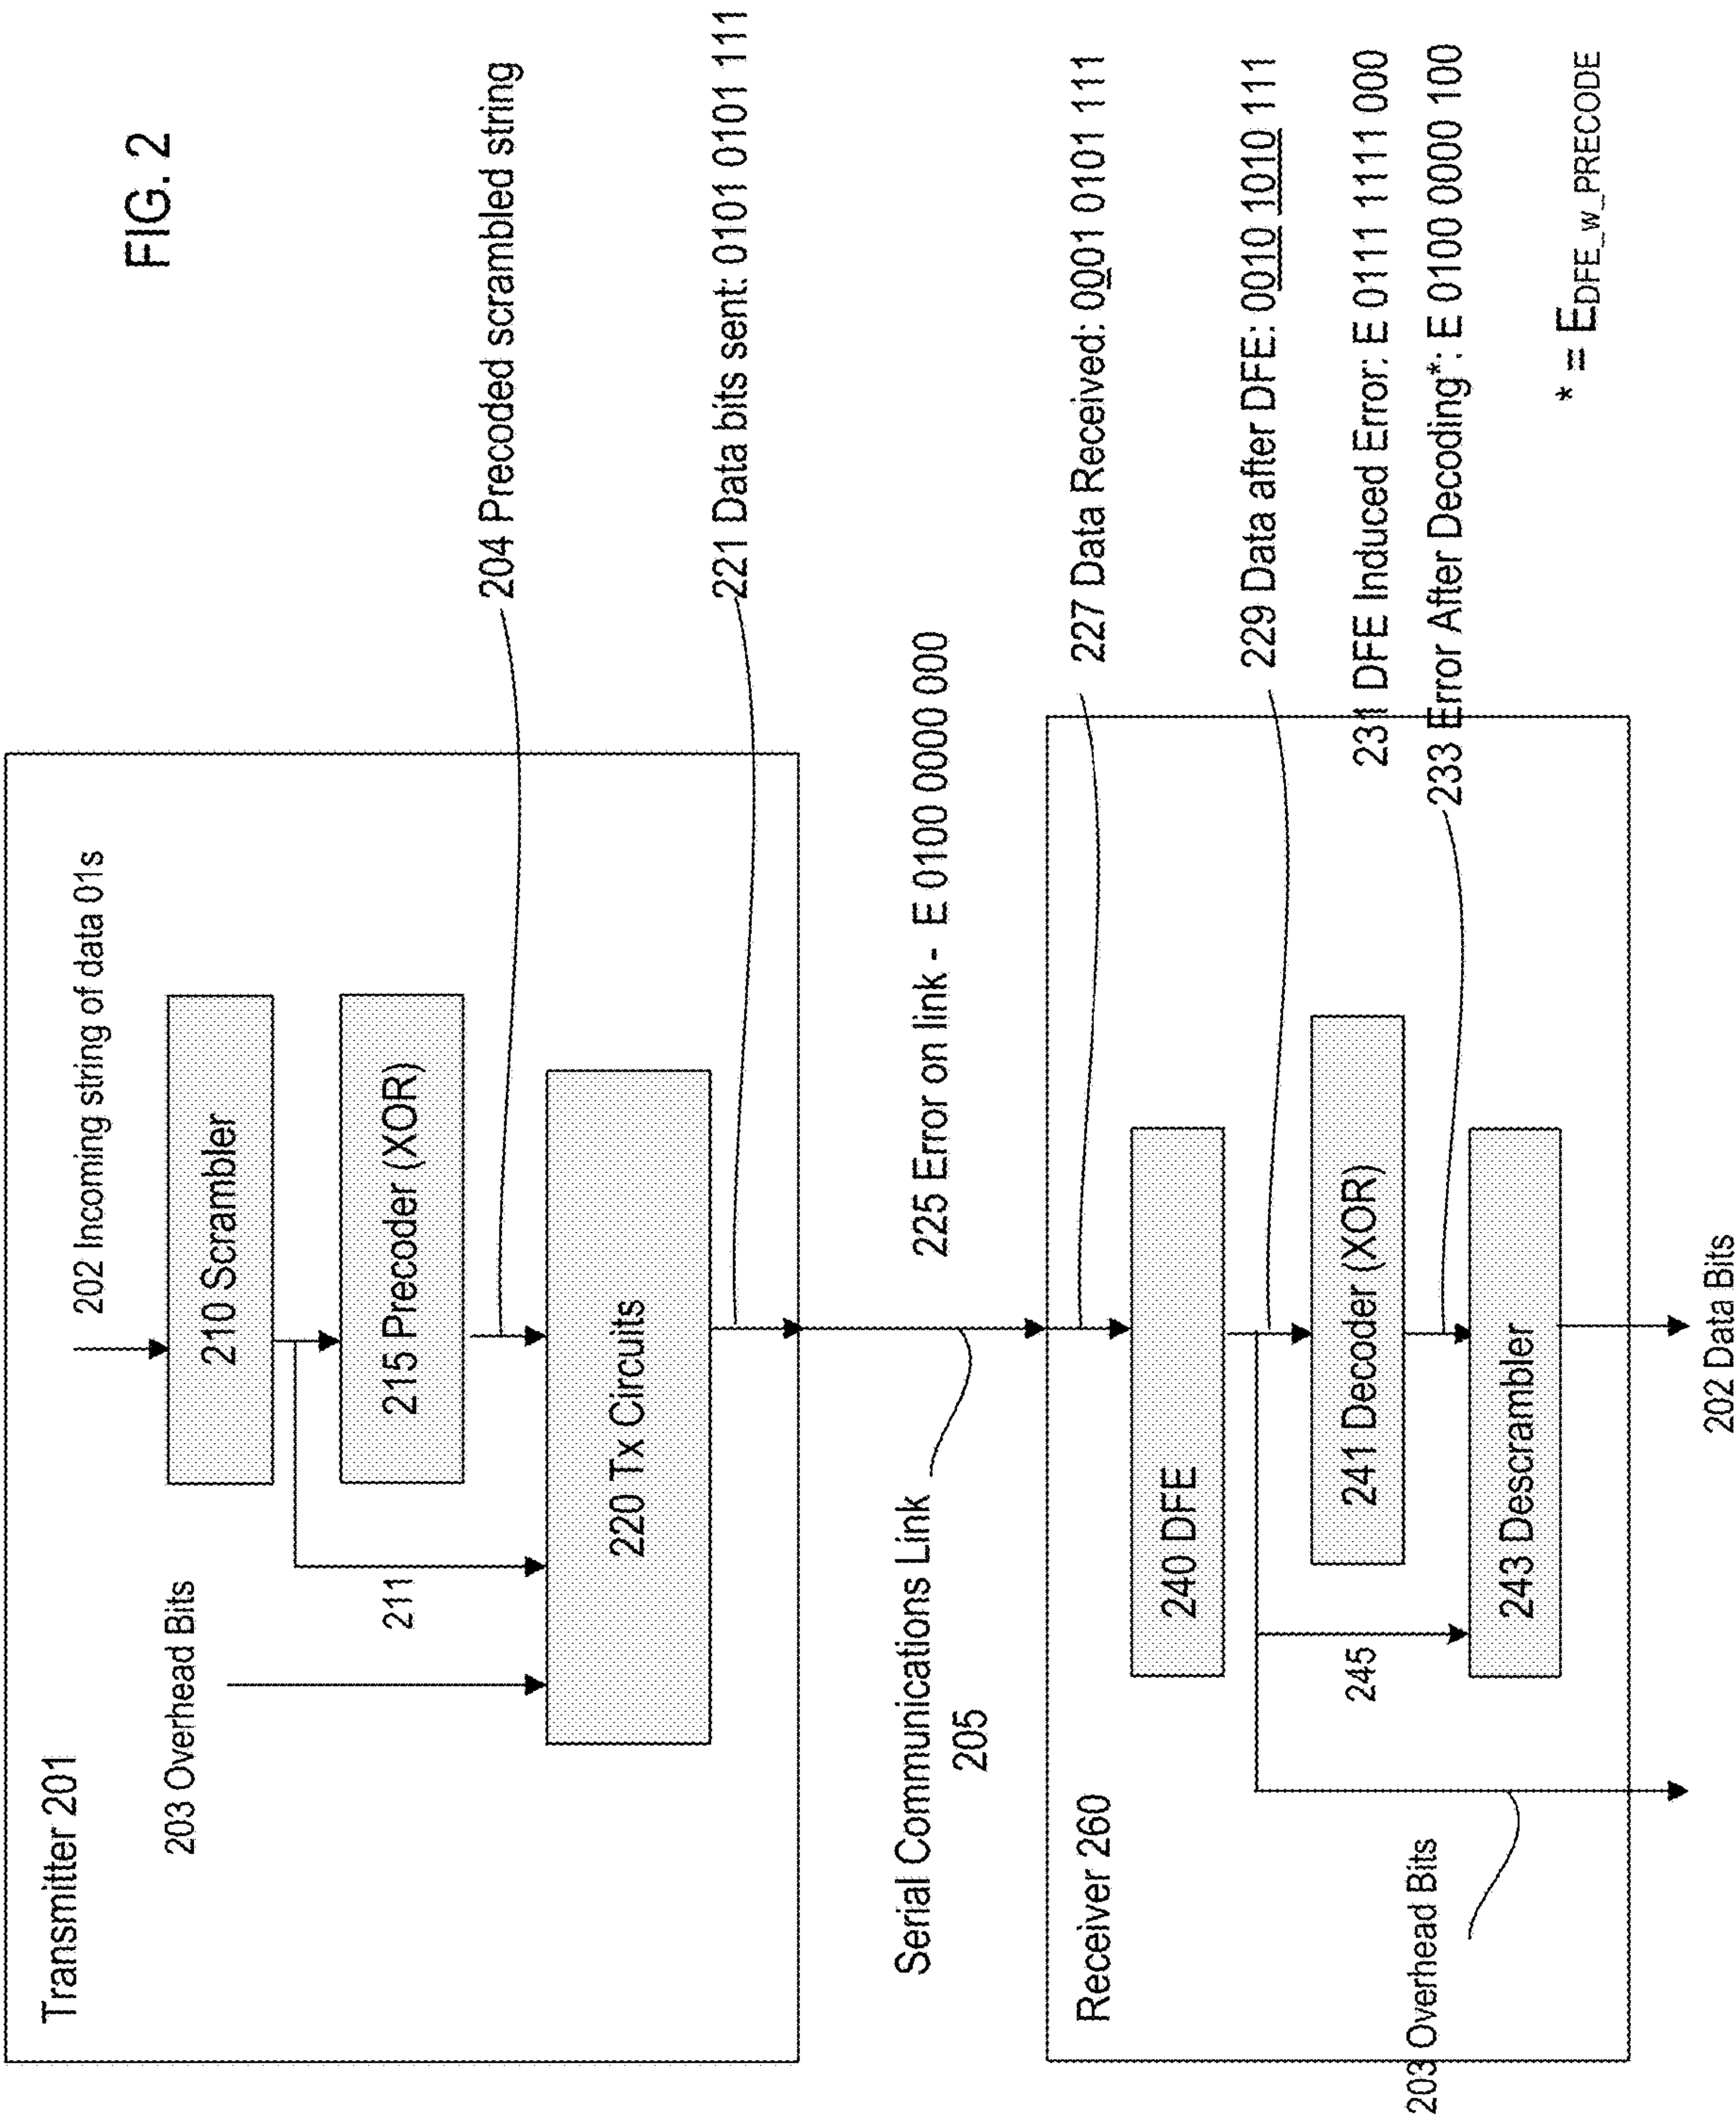 FIG. 2
Transmitter 201
202 Incoming string of data 01s
203 Overhead Bits
210 Scrambler
211
215 Precoder (XOR)
204 Precoded scrambled string
220 Tx Circuits
221 Data bits sent: 0101 0101 111
Serial Communications Link
205
225 Error on link - E 0100 0000 000
Receiver 260
227 Data Received: 0001 0101 111
240 DFE
229 Data after DFE: 0010 1010 111
245
241 Decoder (XOR)
231 DFE Induced Error: E 0111 1111 000
203 Overhead Bits
233 Error After Decoding*: E 0100 0000 100
243 Descrambler
* = EDFE_w_PRECODE
202 Data Bits